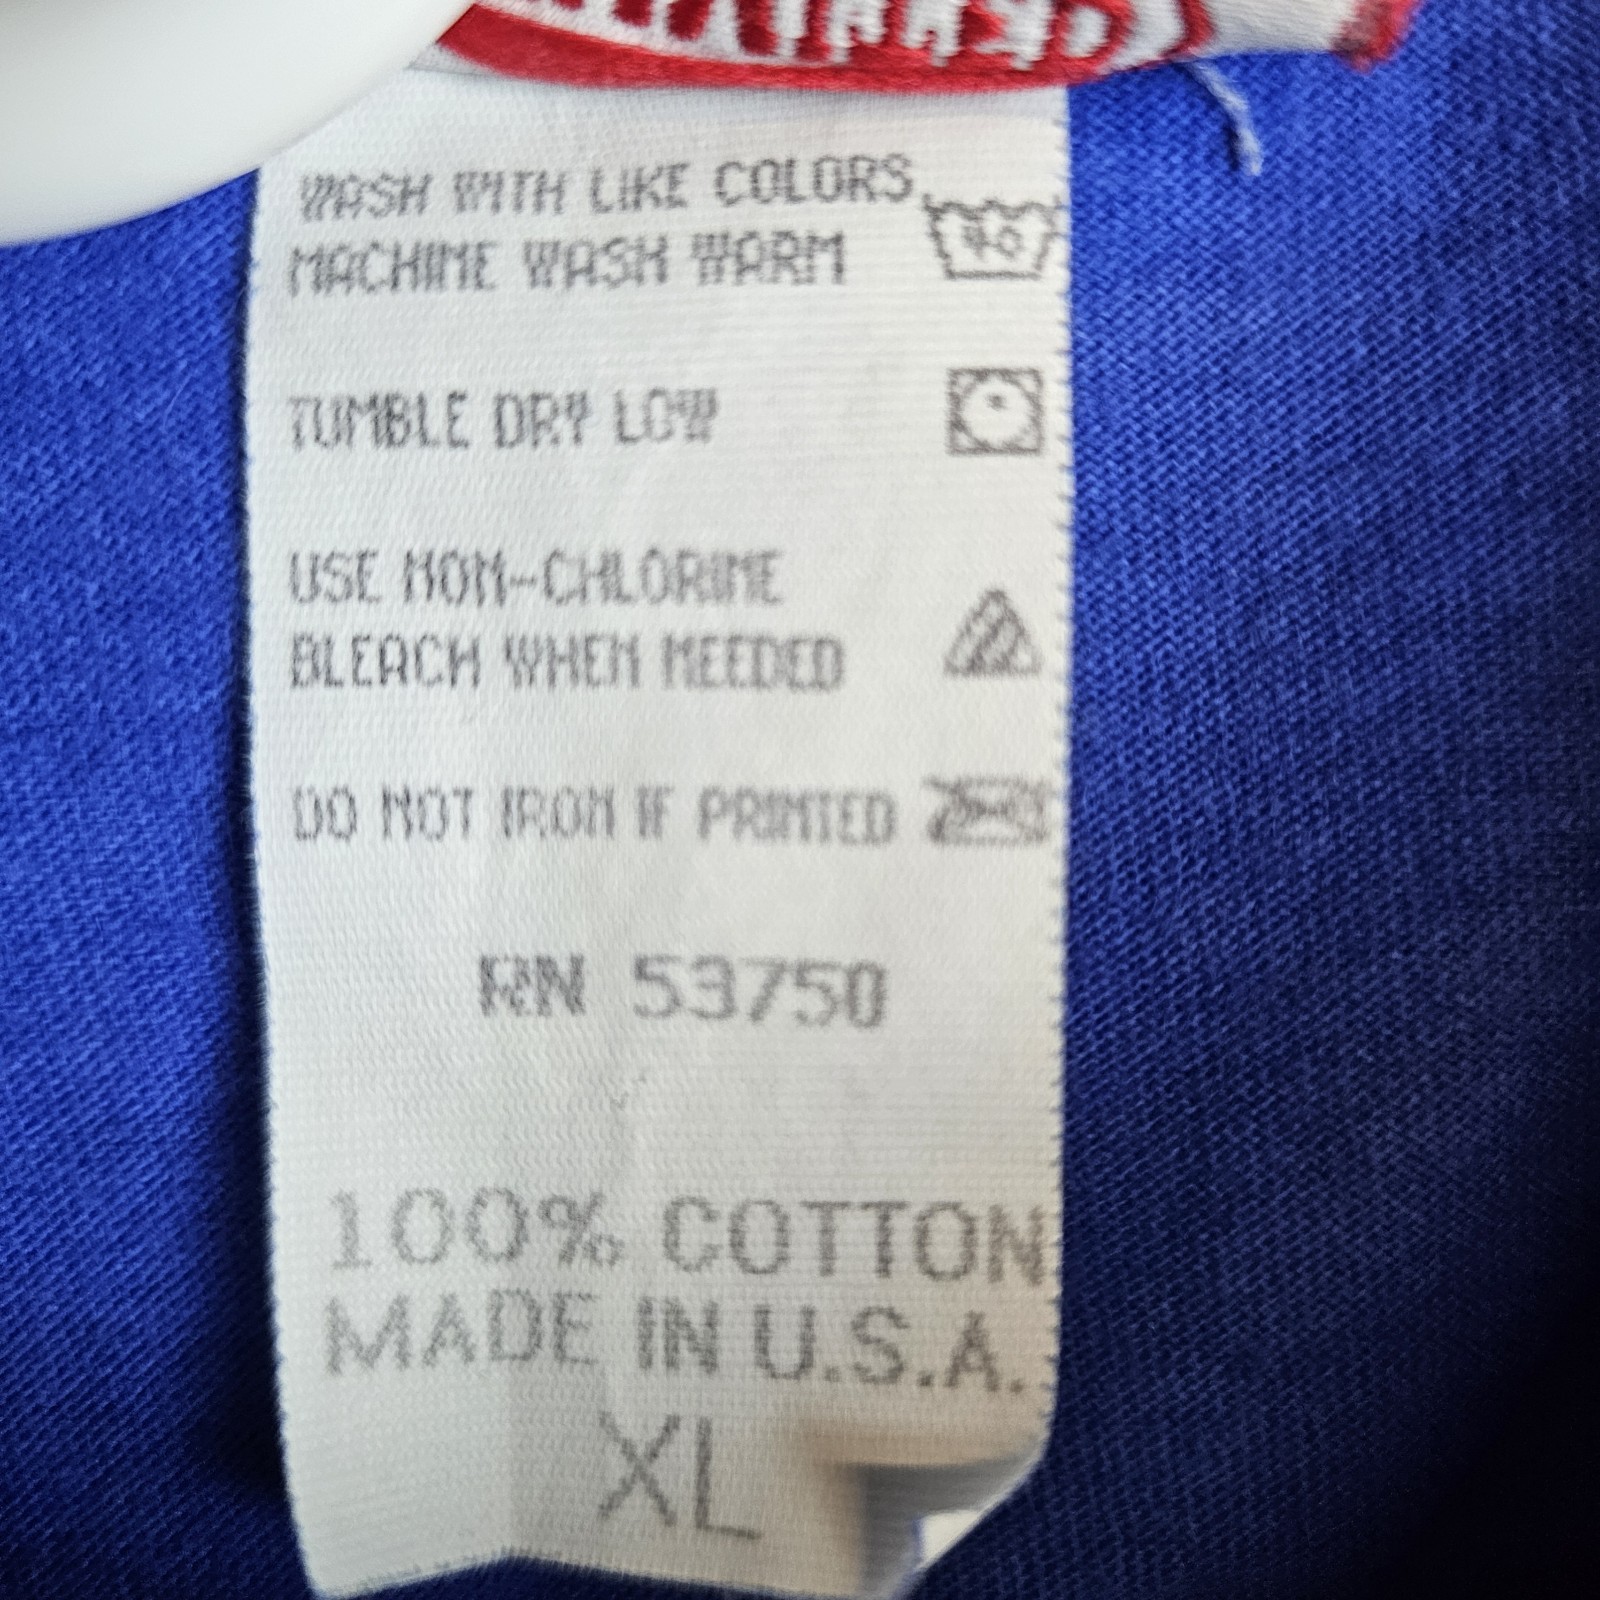 WASH WITH LIKE COLORS
MACHINE WASH WARM
40
TUMBLE DRY LOW
USE NON-CHLORINE
BLEACH WHEN NEEDED
DO NOT IRON IF PRINTED
RN 53750
100% COTTON
MADE IN U.S.A.
XL